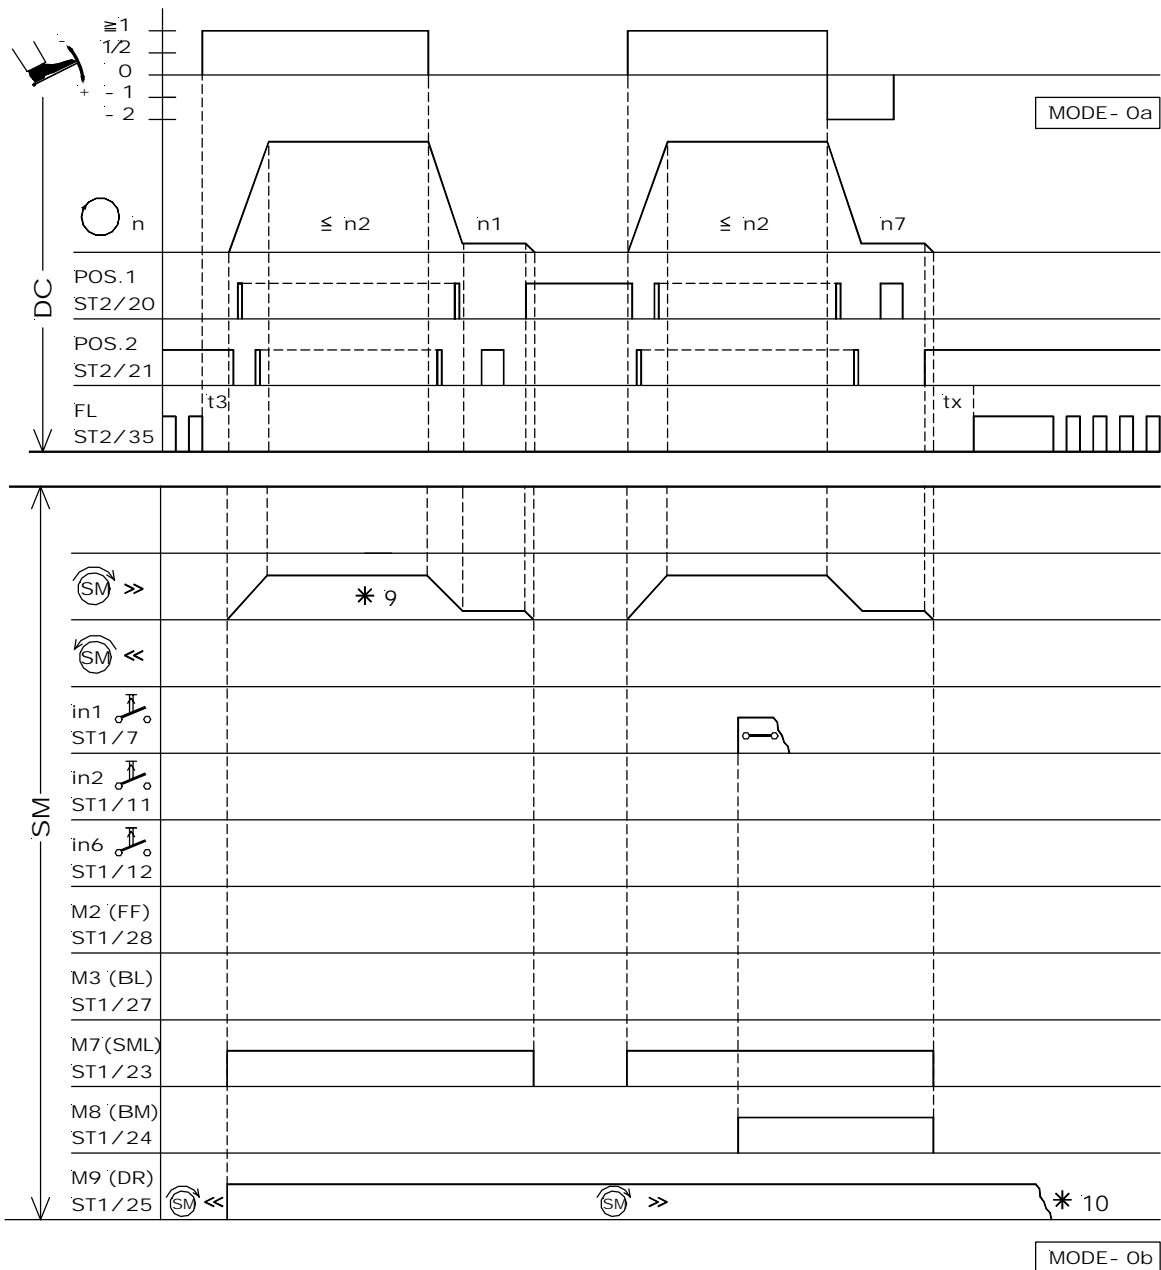 ≧1
1/2
-
0
+
- 1
- 2
MODE- 0a
n
≦ n2
n1
≦ n2
n7
DC
POS.1
ST2/20
POS.2
ST2/21
t3
tx
FL
ST2/35
SM »
✳ 9
SM «
in1
ST1/7
in2
ST1/11
SM
in6
ST1/12
M2 (FF)
ST1/28
M3 (BL)
ST1/27
M7(SML)
ST1/23
M8 (BM)
ST1/24
M9 (DR)
ST1/25
SM «
SM »
✳ 10
MODE- 0b